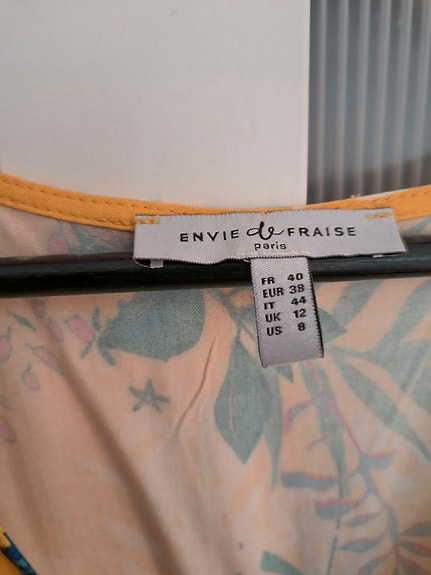 ENVIE de FRAISE
paris
FR 40
EUR 38
IT 44
UK 12
US 8